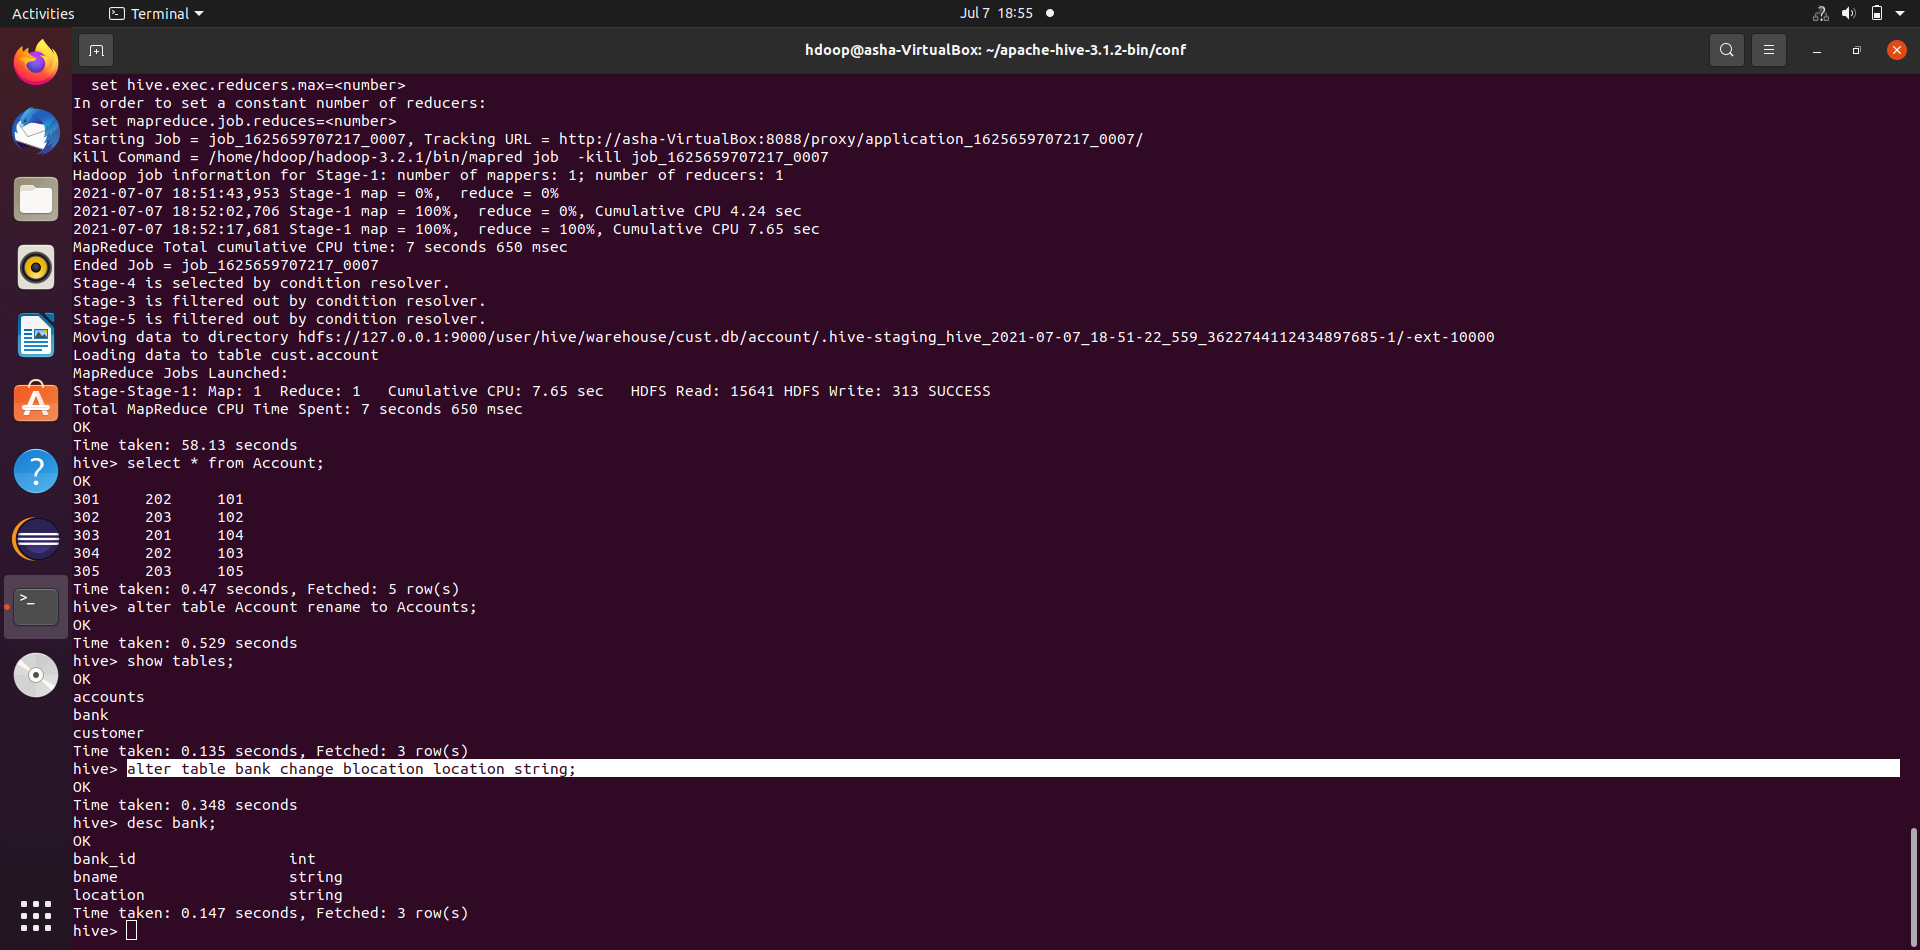 Activities
Terminal
Jul 7 18:55
hdoop@asha-VirtualBox: ~/apache-hive-3.1.2-bin/conf
  set hive.exec.reducers.max=<number>
In order to set a constant number of reducers:
  set mapreduce.job.reduces=<number>
Starting Job = job_1625659707217_0007, Tracking URL = http://asha-VirtualBox:8088/proxy/application_1625659707217_0007/
Kill Command = /home/hdoop/hadoop-3.2.1/bin/mapred job  -kill job_1625659707217_0007
Hadoop job information for Stage-1: number of mappers: 1; number of reducers: 1
2021-07-07 18:51:43,953 Stage-1 map = 0%,  reduce = 0%
2021-07-07 18:52:02,706 Stage-1 map = 100%,  reduce = 0%, Cumulative CPU 4.24 sec
2021-07-07 18:52:17,681 Stage-1 map = 100%,  reduce = 100%, Cumulative CPU 7.65 sec
MapReduce Total cumulative CPU time: 7 seconds 650 msec
Ended Job = job_1625659707217_0007
Stage-4 is selected by condition resolver.
Stage-3 is filtered out by condition resolver.
Stage-5 is filtered out by condition resolver.
Moving data to directory hdfs://127.0.0.1:9000/user/hive/warehouse/cust.db/account/.hive-staging_hive_2021-07-07_18-51-22_559_3622744112434897685-1/-ext-10000
Loading data to table cust.account
MapReduce Jobs Launched:
Stage-Stage-1: Map: 1  Reduce: 1   Cumulative CPU: 7.65 sec   HDFS Read: 15641 HDFS Write: 313 SUCCESS
Total MapReduce CPU Time Spent: 7 seconds 650 msec
OK
Time taken: 58.13 seconds
hive> select * from Account;
OK
301     202     101
302     203     102
303     201     104
304     202     103
305     203     105
Time taken: 0.47 seconds, Fetched: 5 row(s)
hive> alter table Account rename to Accounts;
OK
Time taken: 0.529 seconds
hive> show tables;
OK
accounts
bank
customer
Time taken: 0.135 seconds, Fetched: 3 row(s)
hive> alter table bank change blocation location string;
OK
Time taken: 0.348 seconds
hive> desc bank;
OK
bank_id                 int
bname                   string
location                string
Time taken: 0.147 seconds, Fetched: 3 row(s)
hive>